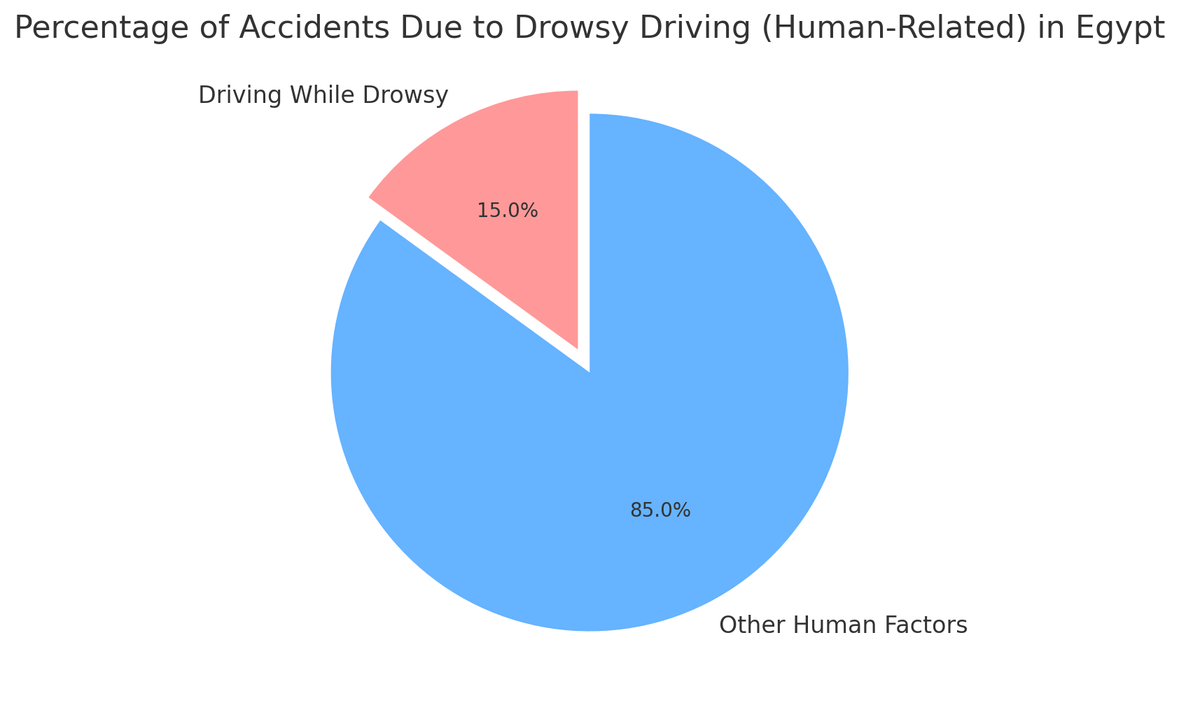 Percentage of Accidents Due to Drowsy Driving (Human-Related) in Egypt
Driving While Drowsy
15.0%
85.0%
Other Human Factors